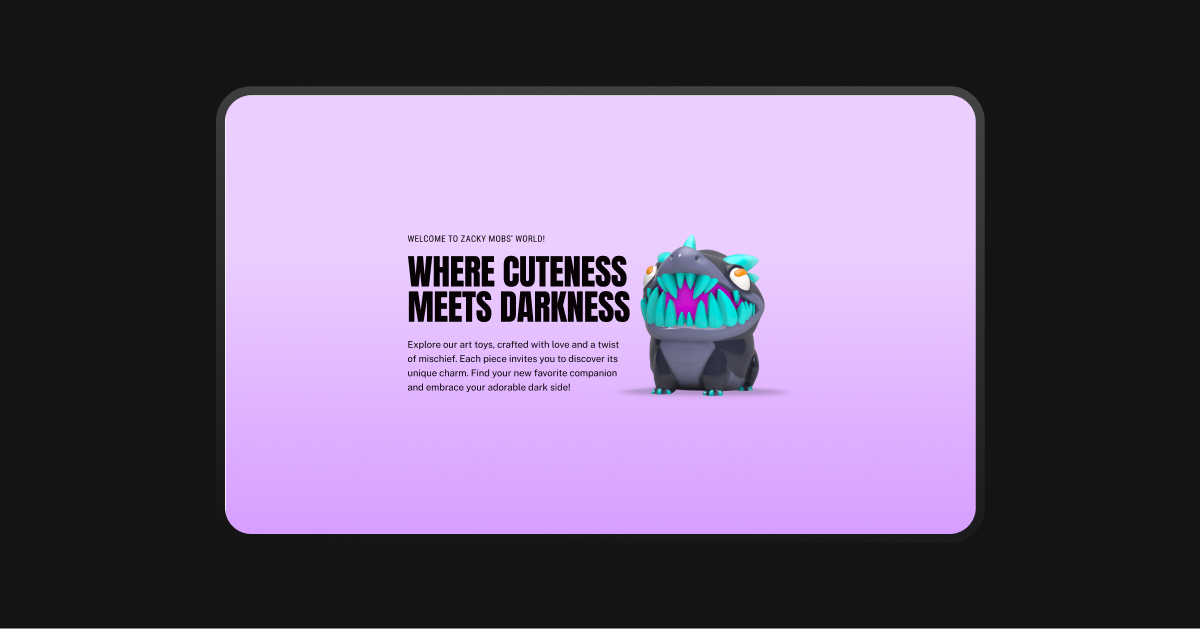 WELCOME TO ZACKY MOBS' WORLD!
WHERE CUTENESS
MEETS DARKNESS
Explore our art toys, crafted with love and a twist
of mischief. Each piece invites you to discover its
unique charm. Find your new favorite companion
and embrace your adorable dark side!